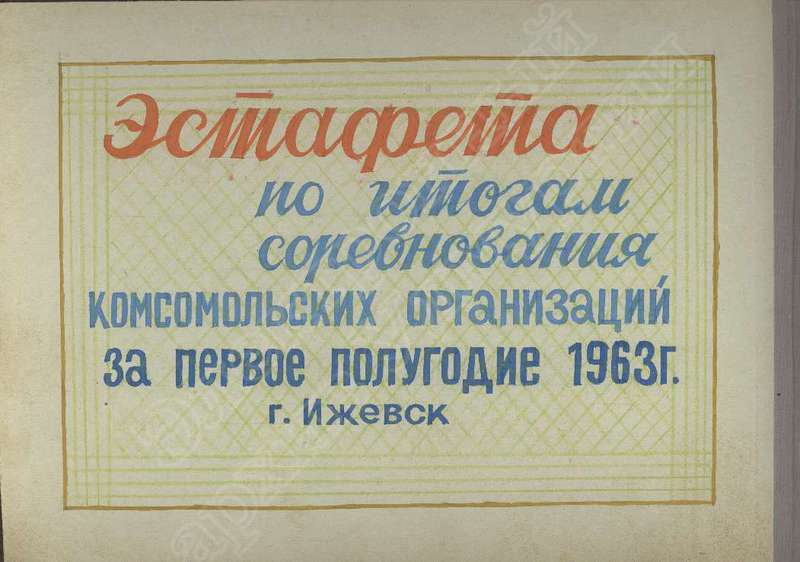 Эстафета
по итогам
соревнования
комсомольских организаций
за первое полугодие 1963г.
г. Ижевск